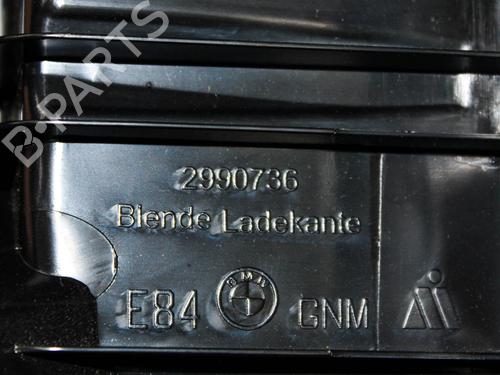 B-PARTS
2990736
Blende Ladekante
E84 BMW GNM